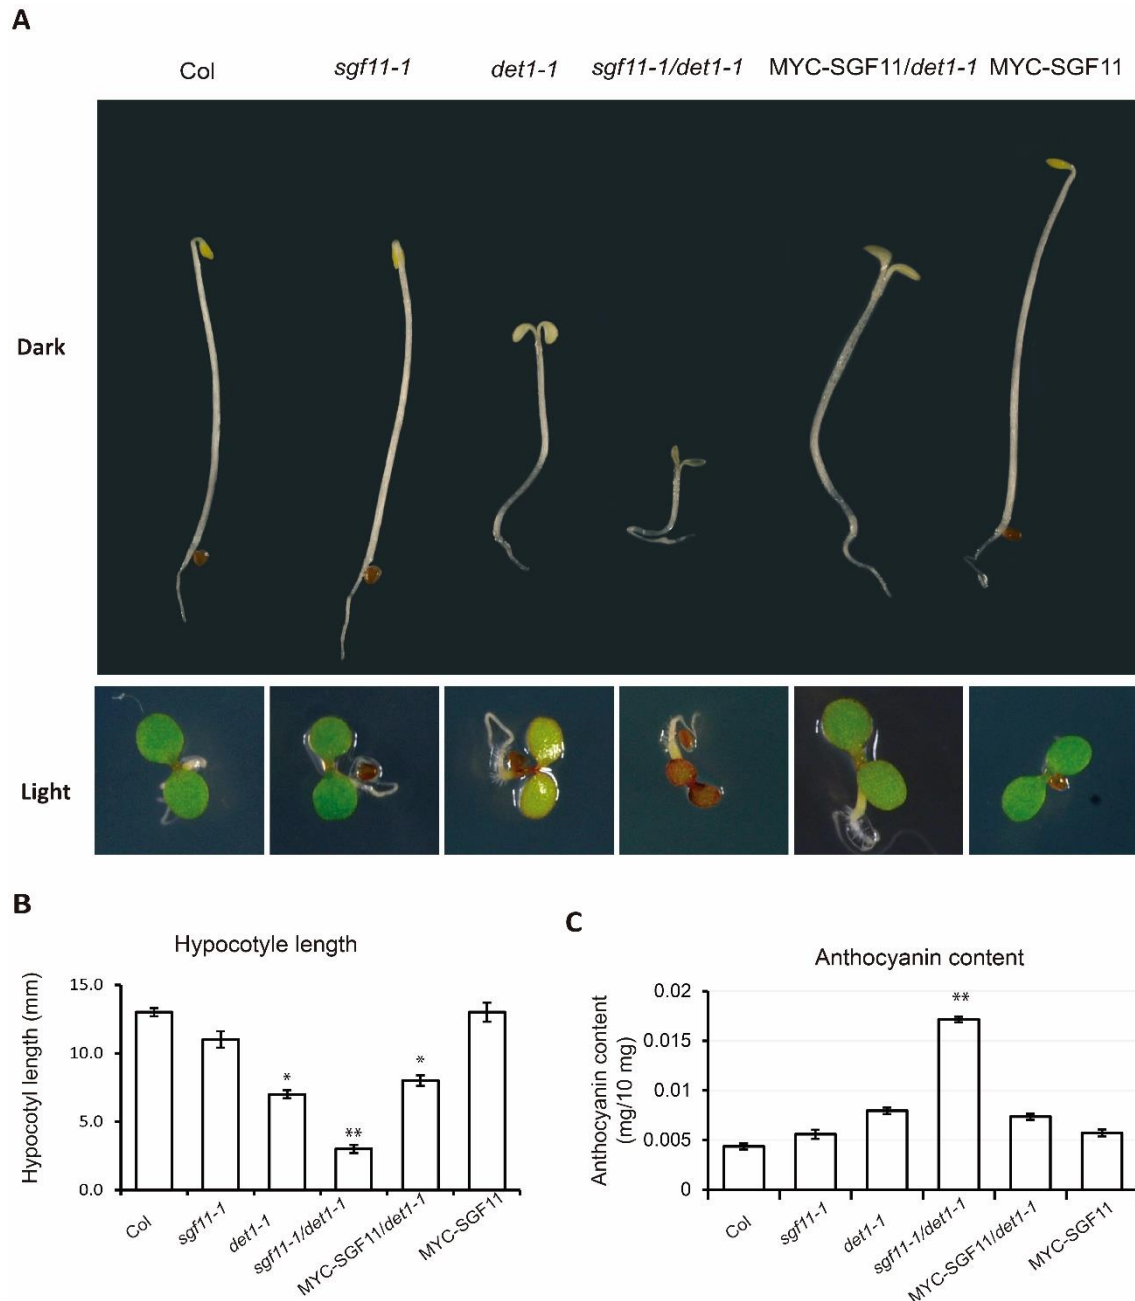 A
Col sgf11-1 det1-1 sgf11-1/det1-1 MYC-SGF11/det1-1 MYC-SGF11
Dark
Light
B
Hypocotyle length
Hypocotyl length (mm)
15.0
10.0
5.0
0.0
*
**
*
Col
sgf11-1
det1-1
sgf11-1/det1-1
MYC-SGF11/det1-1
MYC-SGF11
C
Anthocyanin content
Anthocyanin content
(mg/10 mg)
0.02
0.015
0.01
0.005
0
**
Col
sgf11-1
det1-1
sgf11-1/det1-1
MYC-SGF11/det1-1
MYC-SGF11